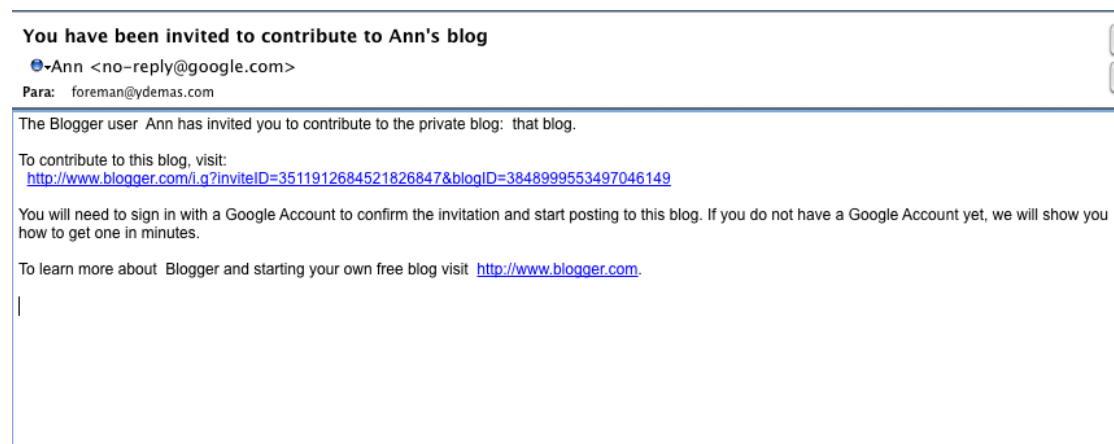 You have been invited to contribute to Ann's blog
Ann <no-reply@google.com>
Para: foreman@ydemas.com
The Blogger user Ann has invited you to contribute to the private blog: that blog.
To contribute to this blog, visit:
http://www.blogger.com/i.g?inviteID=3511912684521826847&blogID=3848999553497046149
You will need to sign in with a Google Account to confirm the invitation and start posting to this blog. If you do not have a Google Account yet, we will show you
how to get one in minutes.
To learn more about Blogger and starting your own free blog visit http://www.blogger.com.